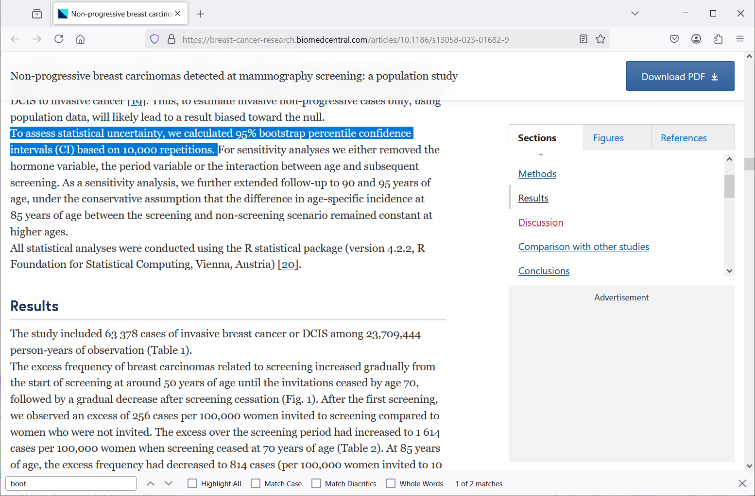 Non-progressive breast carcino
https://breast-cancer-research.biomedcentral.com/articles/10.1186/s13058-023-01682-9
Non-progressive breast carcinomas detected at mammography screening: a population study
Download PDF
DCIS to invasive cancer [19]. Thus, to estimate invasive non-progressive cases only, using
population data, will likely lead to a result biased toward the null.
To assess statistical uncertainty, we calculated 95% bootstrap percentile confidence
intervals (CI) based on 10,000 repetitions. For sensitivity analyses we either removed the
hormone variable, the period variable or the interaction between age and subsequent
screening. As a sensitivity analysis, we further extended follow-up to 90 and 95 years of
age, under the conservative assumption that the difference in age-specific incidence at
85 years of age between the screening and non-screening scenario remained constant at
higher ages.
All statistical analyses were conducted using the R statistical package (version 4.2.2, R
Foundation for Statistical Computing, Vienna, Austria) [20].
Results
The study included 63 378 cases of invasive breast cancer or DCIS among 23,709,444
person-years of observation (Table 1).
The excess frequency of breast carcinomas related to screening increased gradually from
the start of screening at around 50 years of age until the invitations ceased by age 70,
followed by a gradual decrease after screening cessation (Fig. 1). After the first screening,
we observed an excess of 256 cases per 100,000 women invited to screening compared to
women who were not invited. The excess over the screening period had increased to 1 614
cases per 100,000 women when screening ceased at 70 years of age (Table 2). At 85 years
of age, the excess frequency had decreased to 814 cases (per 100,000 women invited to 10
Sections
Figures
References
Methods
Results
Discussion
Comparison with other studies
Conclusions
Advertisement
boot
Highlight All
Match Case
Match Diacritics
Whole Words
1 of 2 matches